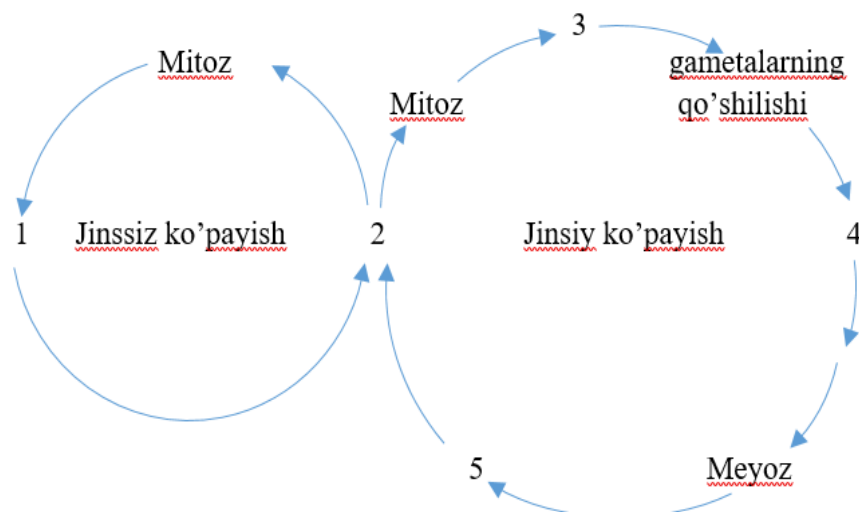 3
Mitoz
gametalarning
qo’shilishi
Mitoz
1
Jinssiz ko’payish
2
Jinsiy ko’payish
4
5
Meyoz